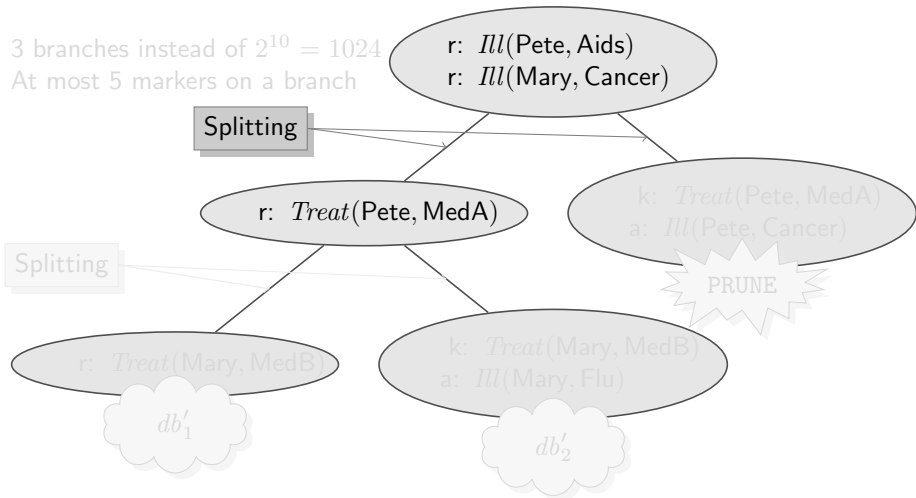 3 branches instead of 2^10 = 1024
At most 5 markers on a branch
r: Ill(Pete, Aids)
r: Ill(Mary, Cancer)
Splitting
r: Treat(Pete, MedA)
k: Treat(Pete, MedA)
a: Ill(Pete, Cancer)
PRUNE
Splitting
r: Treat(Mary, MedB)
db′₁
k: Treat(Mary, MedB)
a: Ill(Mary, Flu)
db′₂